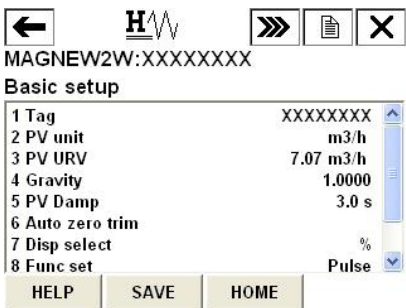 H
MAGNEW2W:XXXXXXXX
Basic setup
1 Tag XXXXXXXX
2 PV unit m3/h
3 PV URV 7.07 m3/h
4 Gravity 1.0000
5 PV Damp 3.0 s
6 Auto zero trim
7 Disp select %
8 Func set Pulse
HELP SAVE HOME